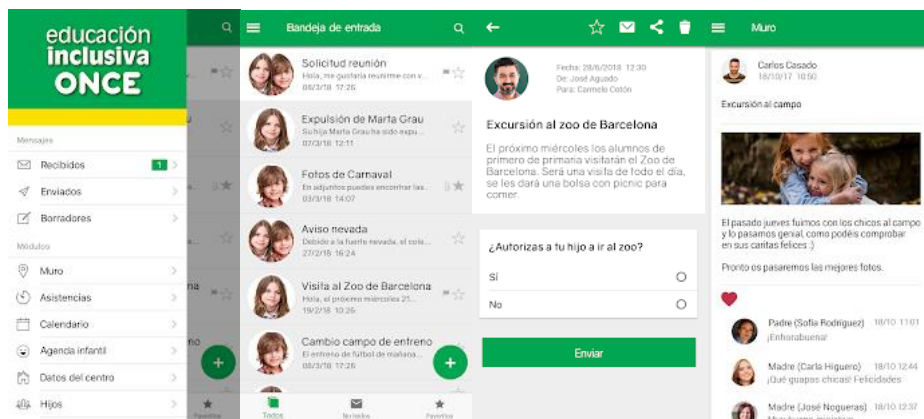 educación
inclusiva
ONCE
Mensajes
Recibidos 1
Enviados
Borradores
Módulos
Muro
Asistencias
Calendario
Agenda infantil
Datos del centro
Hijos
Favoritos
Bandeja de entrada
Solicitud reunión
Hola, me gustaría reunirme con v...
08/3/18 17:26
Expulsión de Marta Grau
Su hija Marta Grau ha sido expu...
07/3/18 12:11
Fotos de Carnaval
En adjuntos puedes encontrar las...
03/3/18 14:07
Aviso nevada
Debido a la fuerte nevada, el cole...
27/2/18 16:24
Visita al Zoo de Barcelona
Hola, el próximo miércoles 21...
19/2/18 10:26
Cambio campo de entreno
El entreno de fútbol de mañana...
08/3/18 17:26
Todos
No leídos
Favoritos
Fecha: 28/6/2018 12:30
De: José Aguado
Para: Carmelo Cotón
Excursión al zoo de Barcelona
El próximo miércoles los alumnos de
primero de primaria visitarán el Zoo de
Barcelona. Será una visita de todo el día,
se les dará una bolsa con picnic para
comer.
¿Autorizas a tu hijo a ir al zoo?
Sí
No
Enviar
Muro
Carlos Casado
18/10/17 10:50
Excursión al campo
El pasado jueves fuimos con los chicos al campo
y lo pasamos genial, como podéis comprobar
en sus caritas felices :)
Pronto os pasaremos las mejores fotos.
Padre (Sofía Rodríguez) 18/10 11:01
¡Enhorabuena!
Madre (Carla Higuero) 18/10 12:44
¡Qué guapos chicas! Felicidades
Madre (José Nogueras) 18/10 12:37